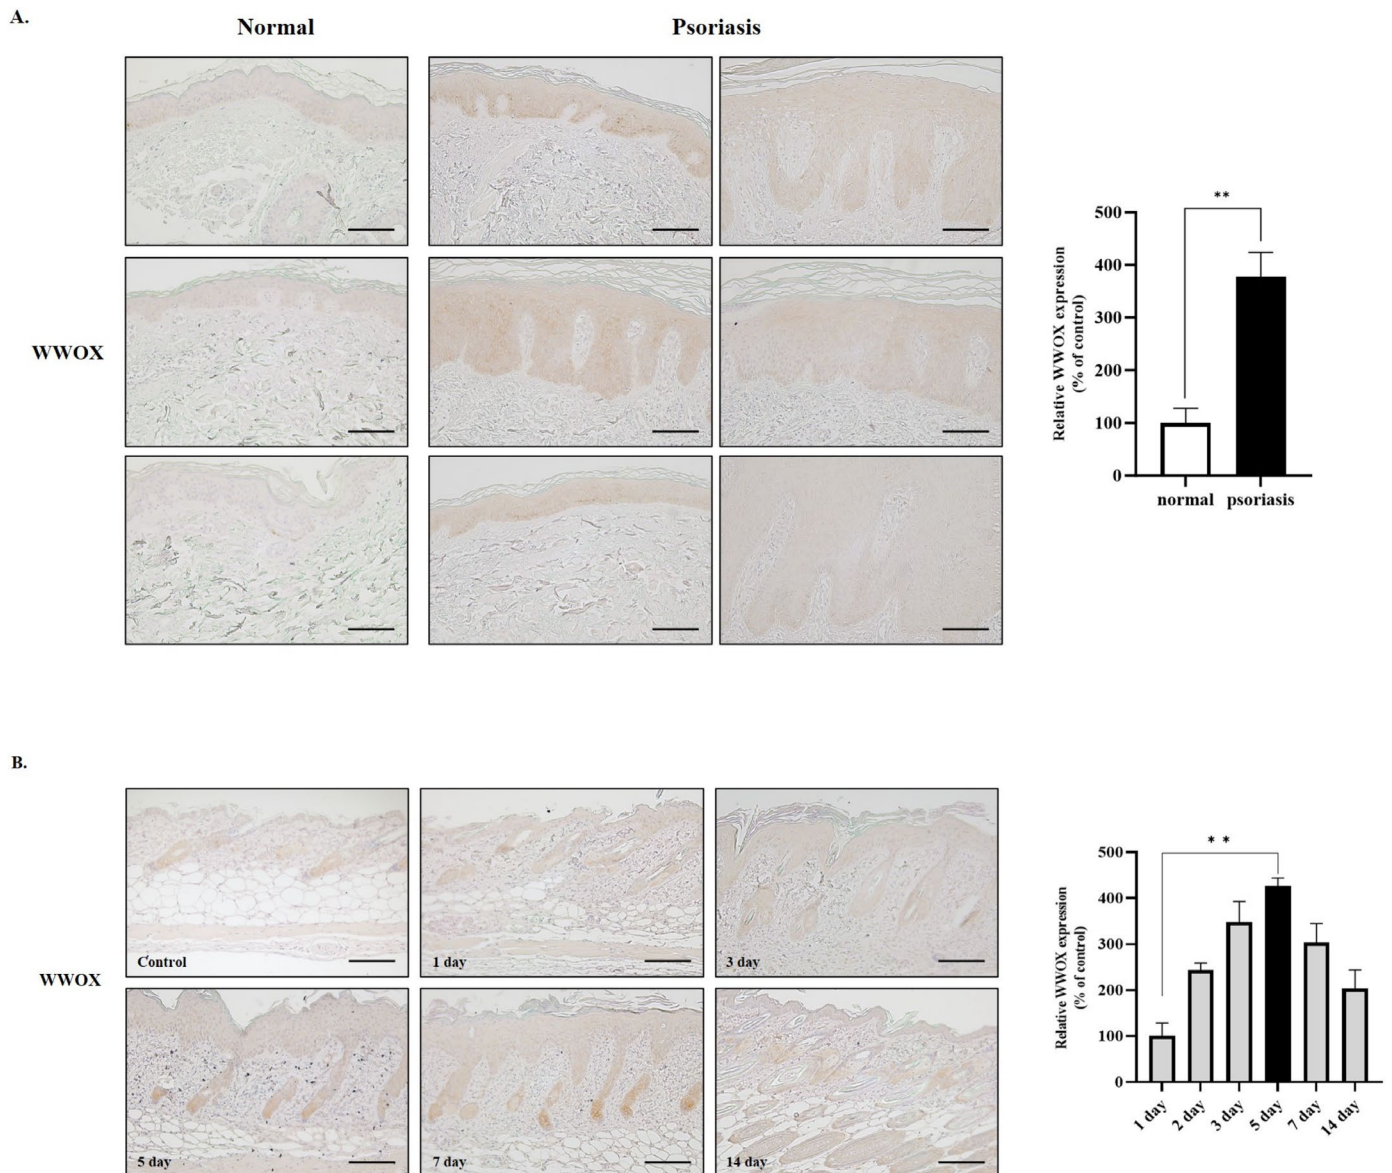 A.
Normal
Psoriasis
WWOX
Relative WWOX expression
(% of control)
**
500
400
300
200
100
0
normal
psoriasis
B.
Control
1 day
3 day
WWOX
5 day
7 day
14 day
Relative WWOX expression
(% of control)
* *
500
400
300
200
100
0
1 day
2 day
3 day
5 day
7 day
14 day